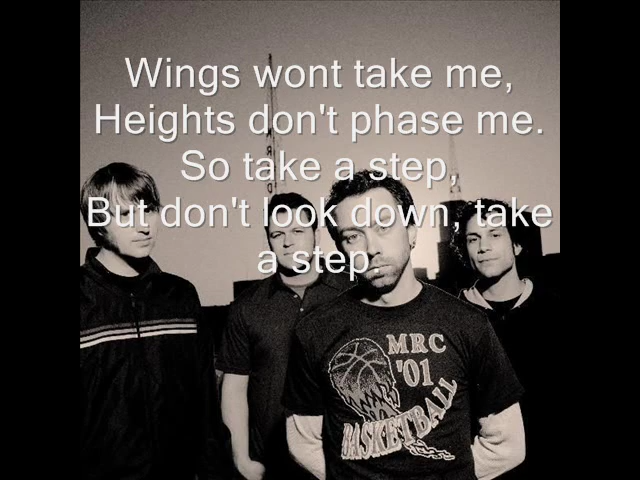 Wings wont take me,
Heights don't phase me.
So take a step,
But don't look down, take
a step.
MRC
'01
BASKETBALL